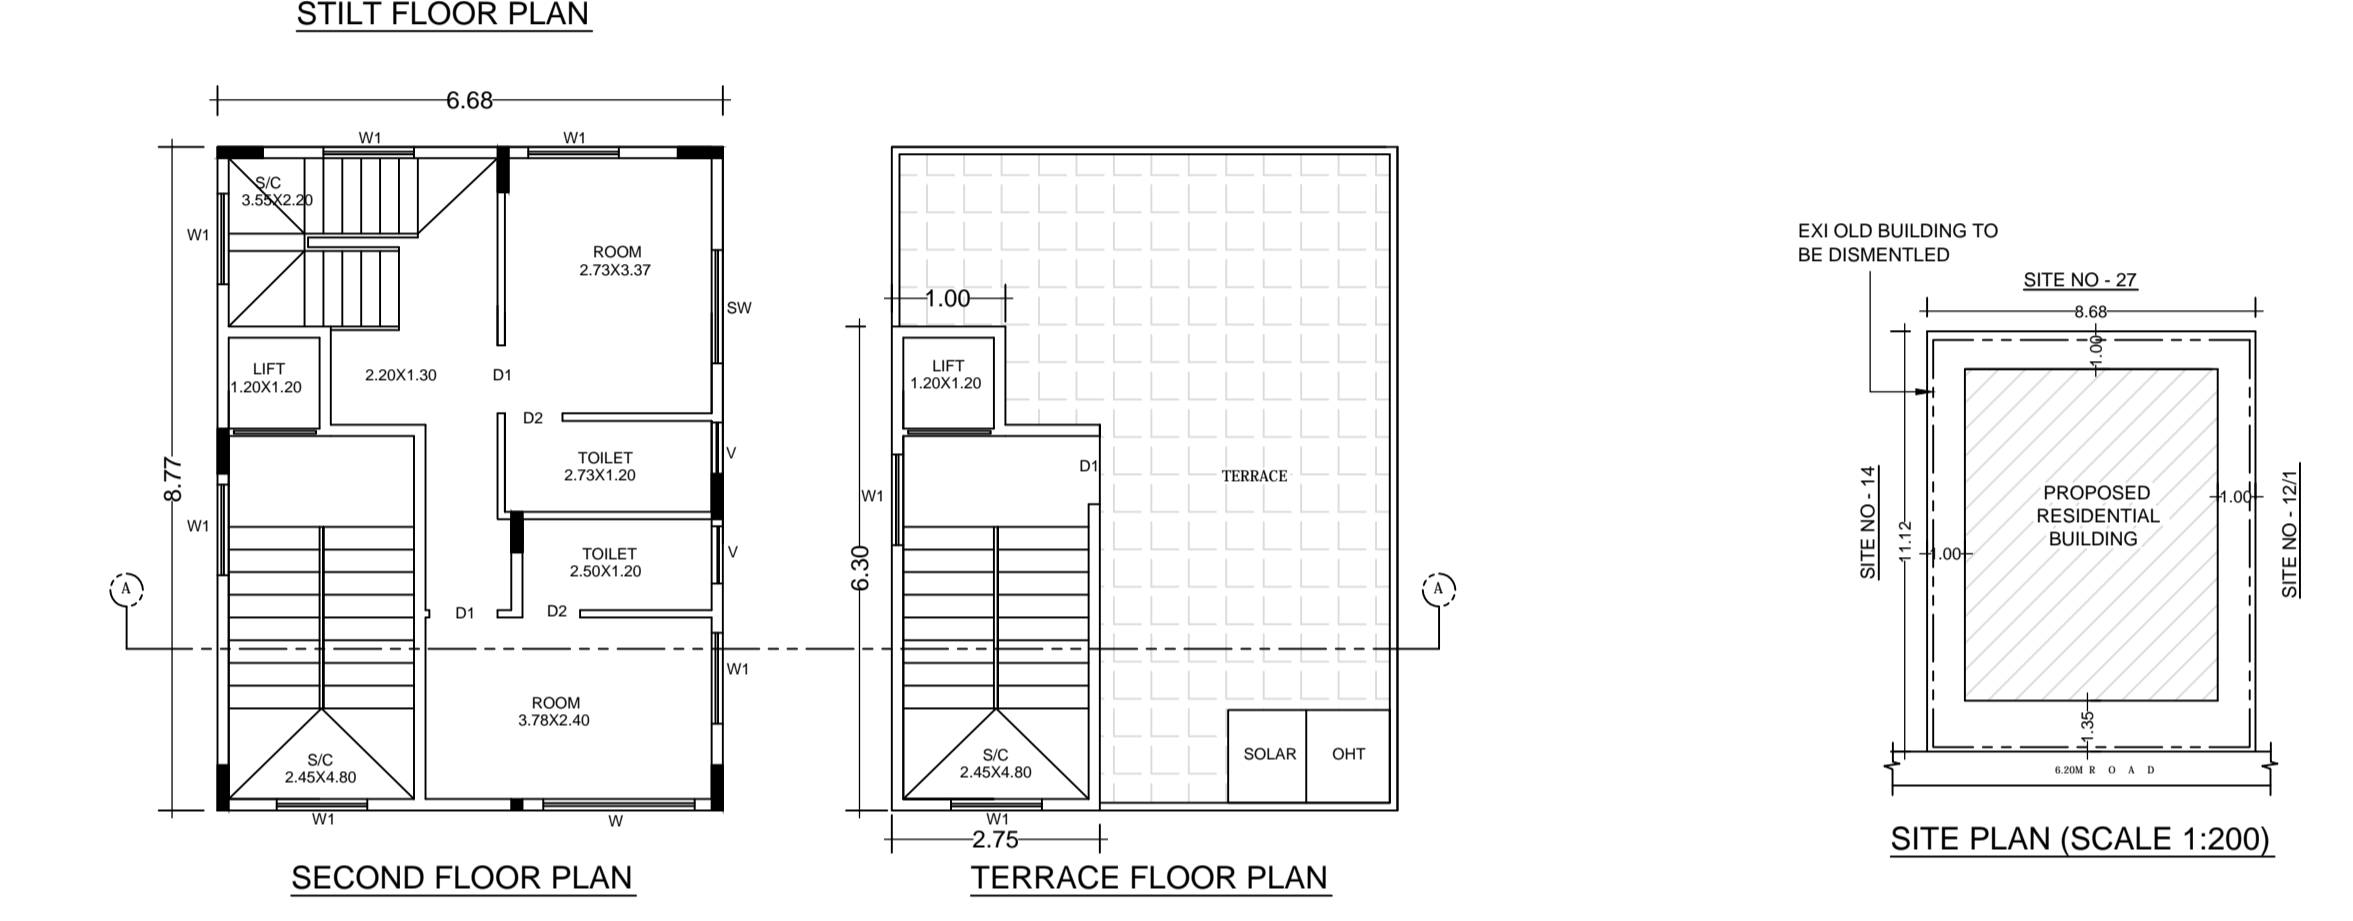 STILT FLOOR PLAN
6.68
W1
W1
S/C
3.55X2.20
W1
ROOM
2.73X3.37
SW
LIFT
1.20X1.20
2.20X1.30
D1
D2
8.77
TOILET
2.73X1.20
V
W1
TOILET
2.50X1.20
V
A
D1
D2
W1
ROOM
3.78X2.40
S/C
2.45X4.80
W1
W
SECOND FLOOR PLAN
1.00
LIFT
1.20X1.20
D1
TERRACE
W1
6.30
A
S/C
2.45X4.80
SOLAR
OHT
W1
2.75
TERRACE FLOOR PLAN
EXI OLD BUILDING TO
BE DISMENTLED
SITE NO - 27
8.68
1.00
SITE NO - 14
11.12
PROPOSED
RESIDENTIAL
BUILDING
1.00
1.00
SITE NO - 12/1
1.35
6.20M R O A D
SITE PLAN (SCALE 1:200)